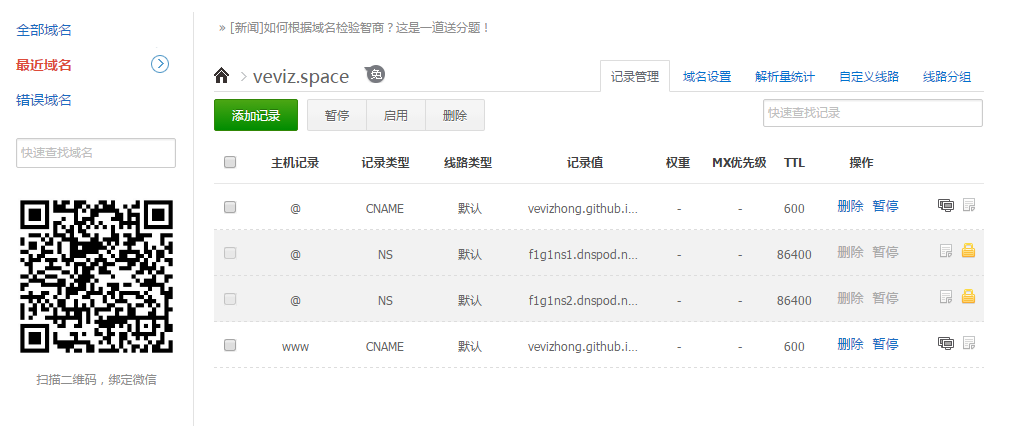 全部域名
最近域名
错误域名
快速查找域名
扫描二维码，绑定微信
» [新闻]如何根据域名检验智商？这是一道送分题！
veviz.space 免
记录管理 域名设置 解析量统计 自定义线路 线路分组
添加记录 暂停 启用 删除 快速查找记录
主机记录 记录类型 线路类型 记录值 权重 MX优先级 TTL 操作
@ CNAME 默认 vevizhong.github.i... - - 600 删除 暂停
@ NS 默认 f1g1ns1.dnspod.n... - - 86400 删除 暂停
@ NS 默认 f1g1ns2.dnspod.n... - - 86400 删除 暂停
www CNAME 默认 vevizhong.github.i... - - 600 删除 暂停